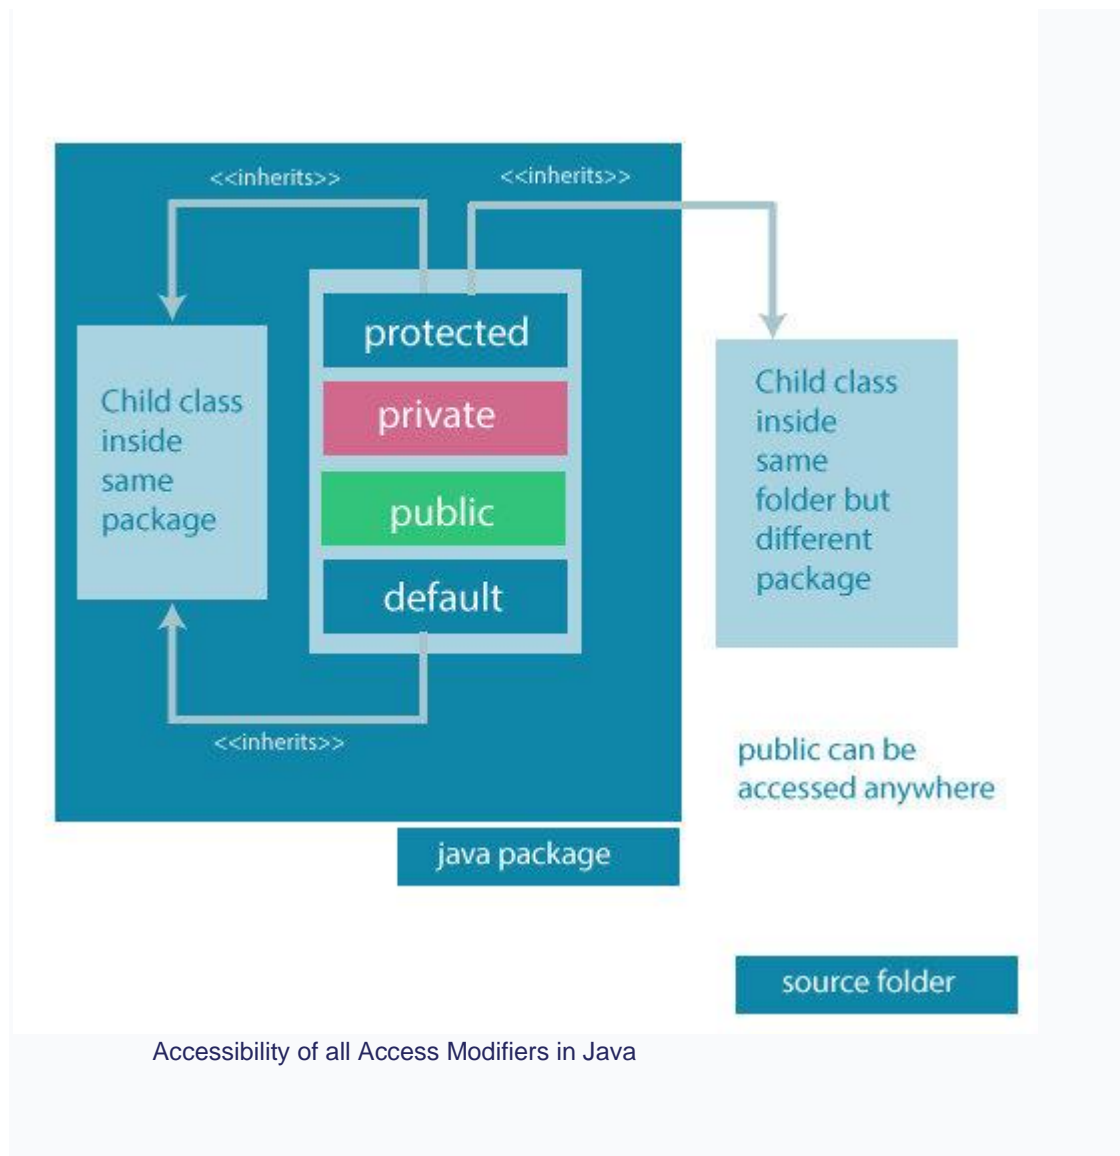 <<inherits>>
<<inherits>>
protected
private
public
default
Child class
inside
same
package
Child class
inside
same
folder but
different
package
<<inherits>>
public can be
accessed anywhere
java package
source folder
Accessibility of all Access Modifiers in Java